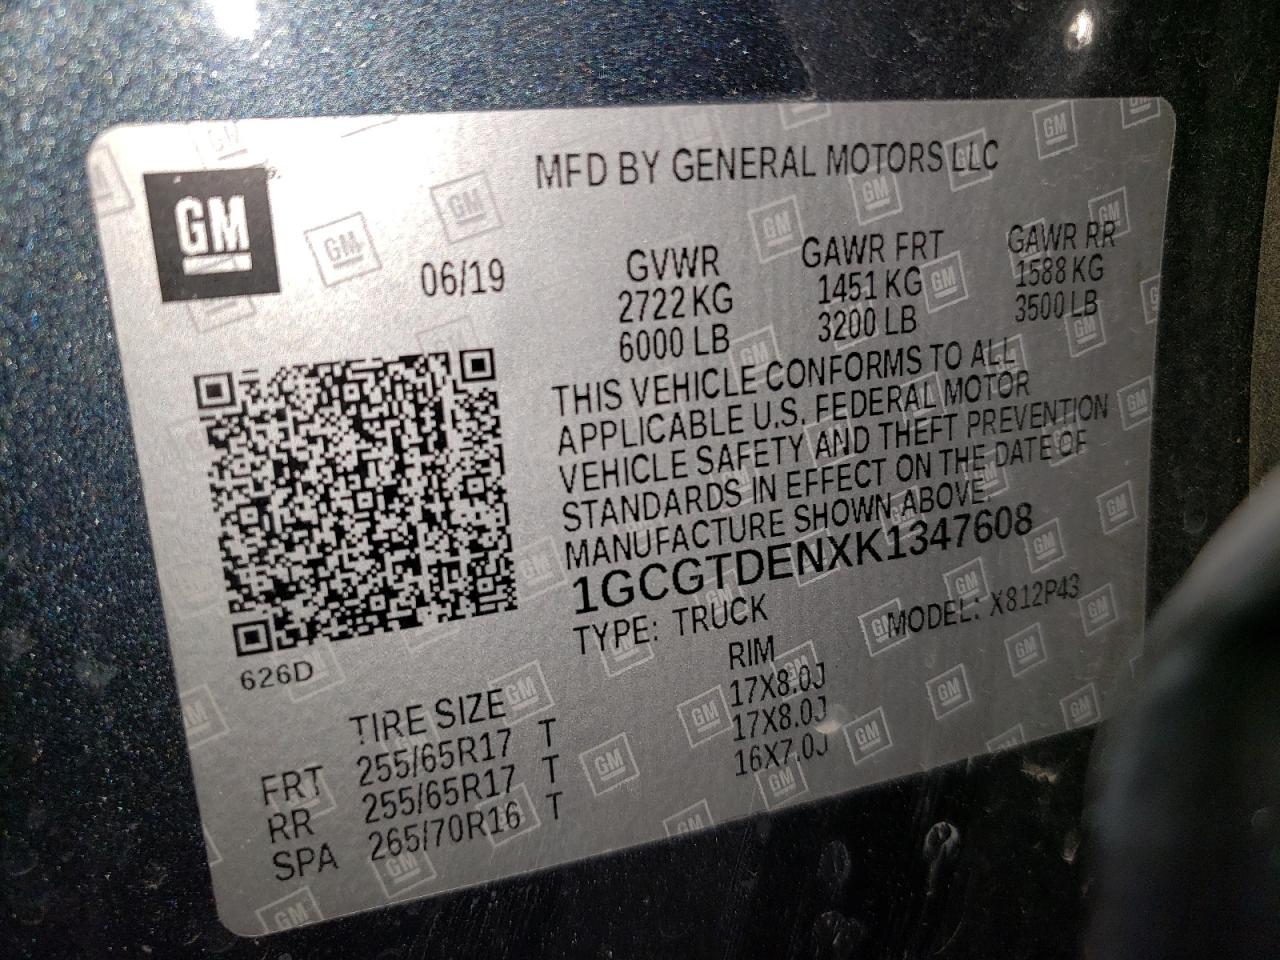 GM
MFD BY GENERAL MOTORS LLC
06/19
GVWR GAWR FRT GAWR RR
2722 KG 1451 KG 1588 KG
6000 LB 3200 LB 3500 LB
THIS VEHICLE CONFORMS TO ALL
APPLICABLE U.S. FEDERAL MOTOR
VEHICLE SAFETY AND THEFT PREVENTION
STANDARDS IN EFFECT ON THE DATE OF
MANUFACTURE SHOWN ABOVE.
1GCGTDENXK1347608
TYPE: TRUCK MODEL: X812P43
626D
TIRE SIZE RIM
FRT 255/65R17 T 17X8.0J
RR 255/65R17 T 17X8.0J
SPA 265/70R16 T 16X7.0J